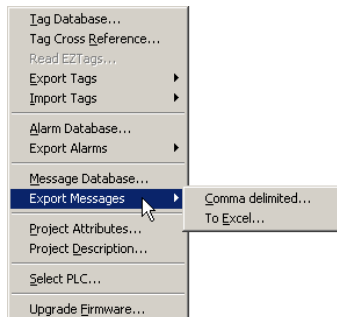 Tag Database...
Tag Cross Reference...
Read EZTags...
Export Tags
Import Tags
Alarm Database...
Export Alarms
Message Database...
Export Messages
Comma delimited...
To Excel...
Project Attributes...
Project Description...
Select PLC...
Upgrade Firmware...